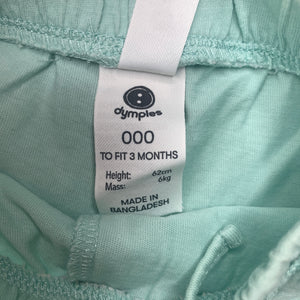 dymples
000
TO FIT 3 MONTHS
Height: 62cm
Mass: 6kg
MADE IN
BANGLADESH